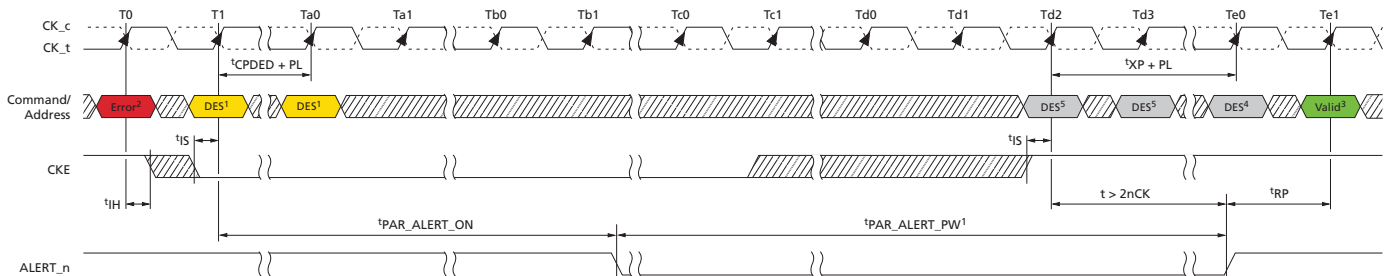 T0 T1 Ta0 Ta1 Tb0 Tb1 Tc0 Tc1 Td0 Td1 Td2 Td3 Te0 Te1
CK_c
CK_t
tCPDED + PL
tXP + PL
Command/
Address
Error2
DES1
DES1
DES5
DES5
DES4
Valid3
tIS
tIS
CKE
tIH
t > 2nCK
tRP
tPAR_ALERT_ON
tPAR_ALERT_PW1
ALERT_n